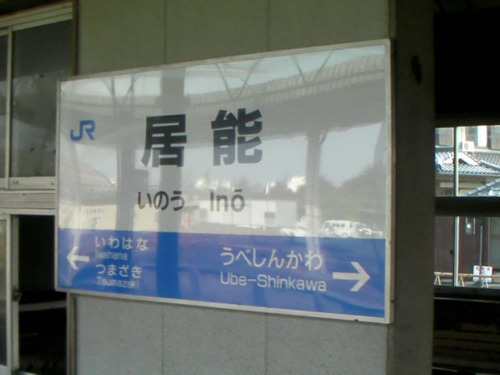 JR
居能
いのう Inō
いわはな
Iwahana
つまざき
Tsumazaki
うべしんかわ
Ube-Shinkawa